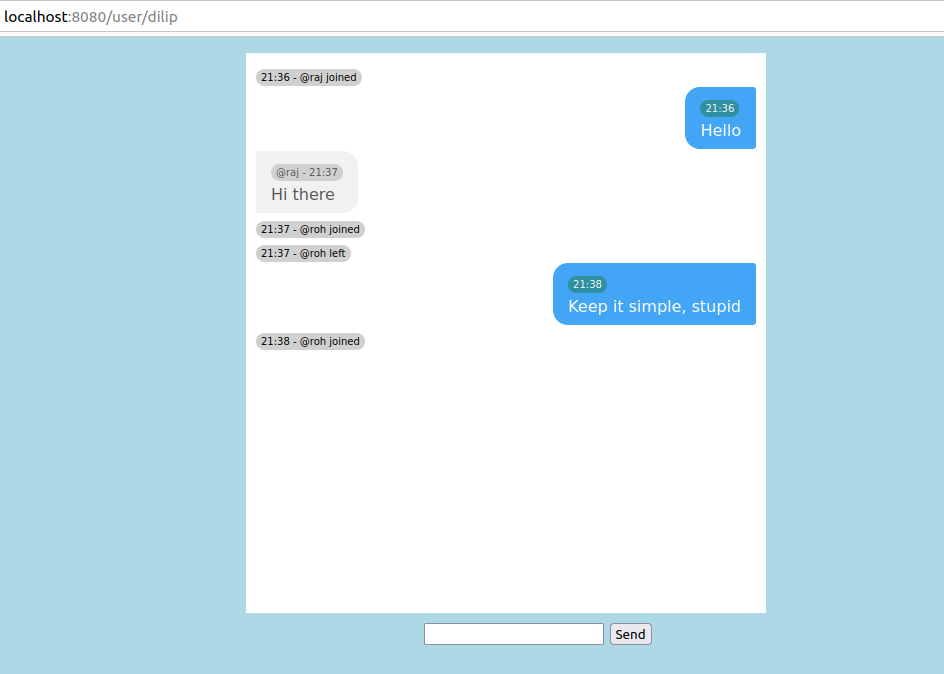 localhost:8080/user/dilip
21:36 - @raj joined
21:36
Hello
@raj - 21:37
Hi there
21:37 - @roh joined
21:37 - @roh left
21:38
Keep it simple, stupid
21:38 - @roh joined
Send